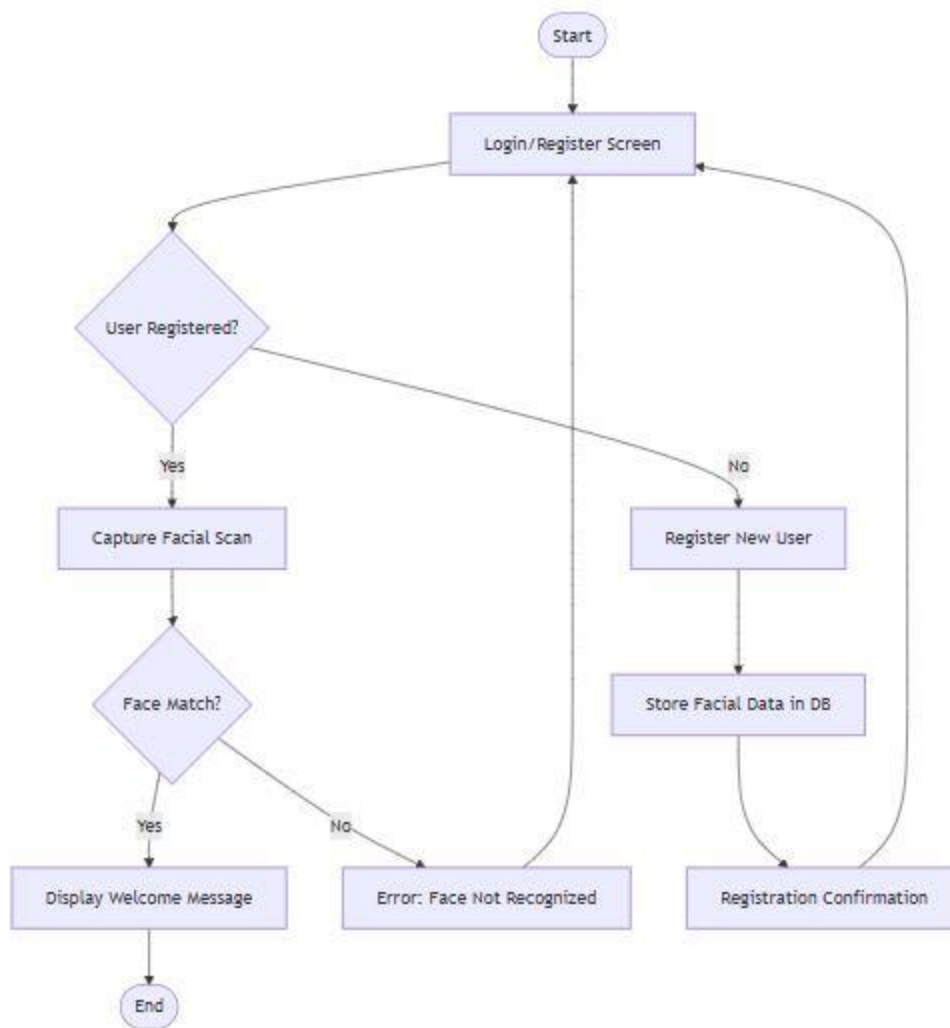 Start
Login/Register Screen
User Registered?
Yes
No
Capture Facial Scan
Register New User
Face Match?
Store Facial Data in DB
Yes
No
Display Welcome Message
Error: Face Not Recognized
Registration Confirmation
End